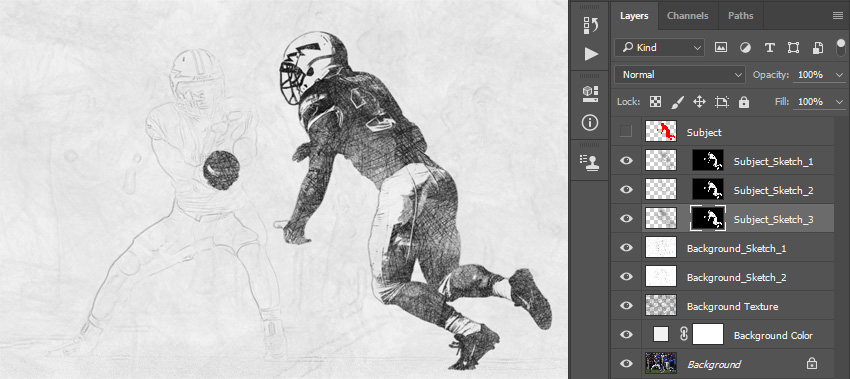 Layers Channels Paths
Kind
Normal Opacity: 100%
Lock: Fill: 100%
Subject
Subject_Sketch_1
Subject_Sketch_2
Subject_Sketch_3
Background_Sketch_1
Background_Sketch_2
Background Texture
Background Color
Background